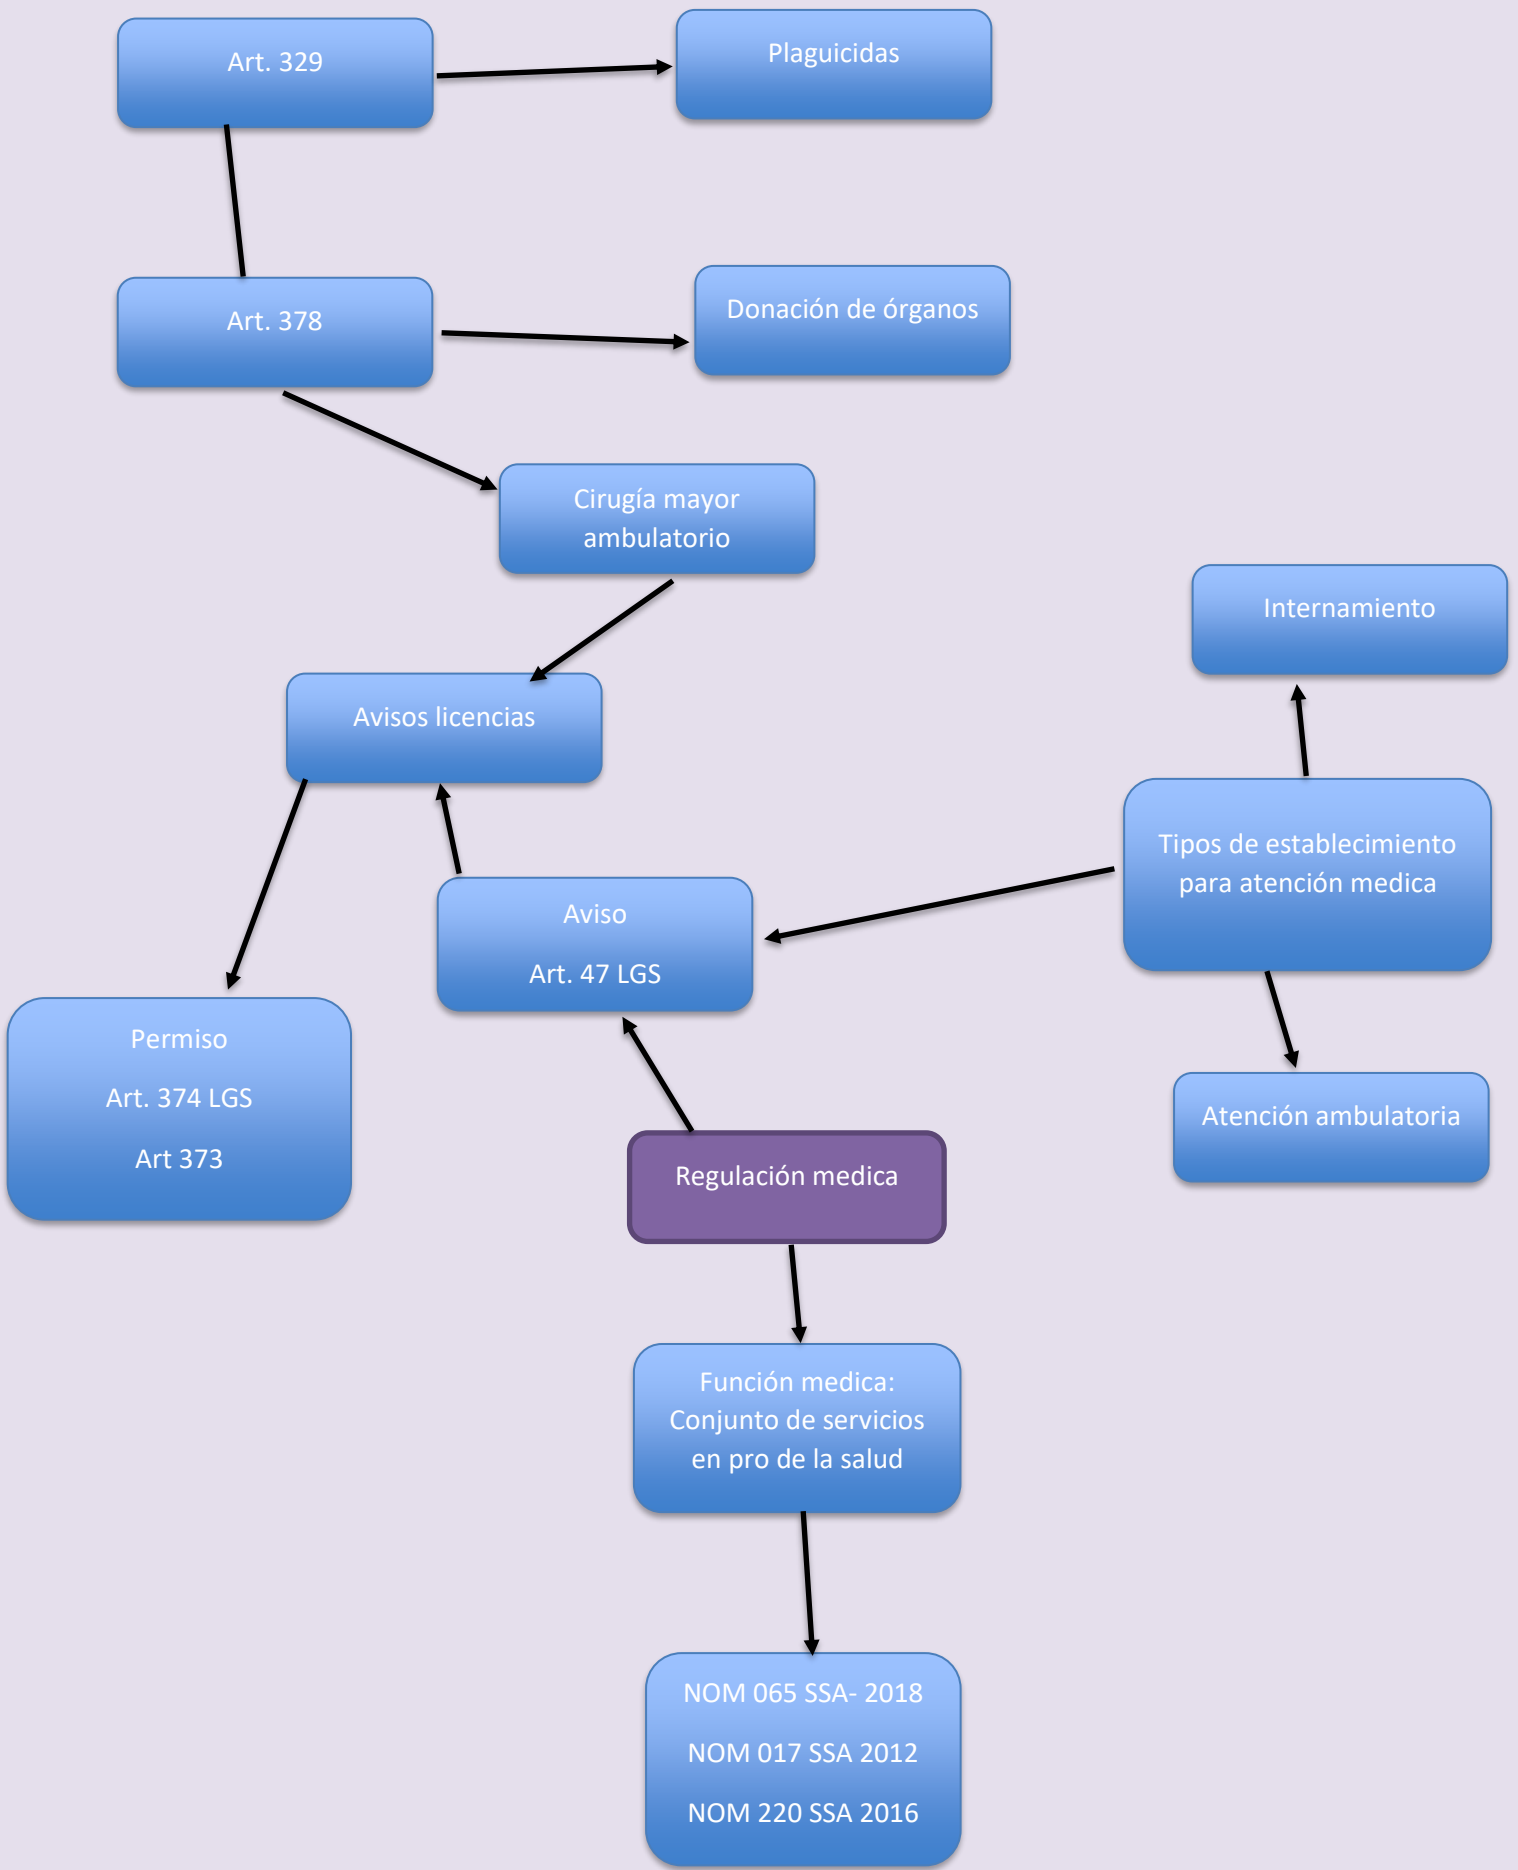 Art. 329
Plaguicidas
Art. 378
Donación de órganos
Cirugía mayor
ambulatorio
Internamiento
Avisos licencias
Tipos de establecimiento
para atención medica
Aviso
Art. 47 LGS
Permiso
Art. 374 LGS
Art 373
Atención ambulatoria
Regulación medica
Función medica:
Conjunto de servicios
en pro de la salud
NOM 065 SSA- 2018
NOM 017 SSA 2012
NOM 220 SSA 2016